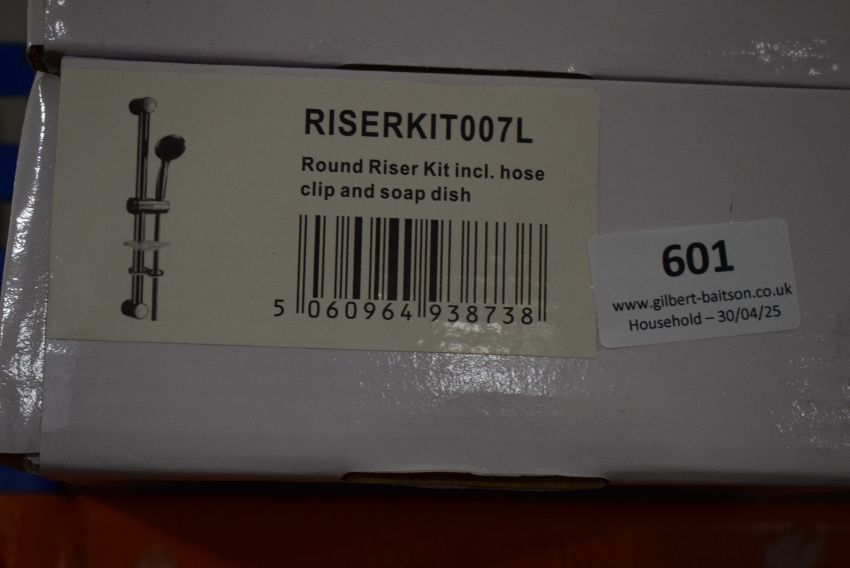 RISERKIT007L
Round Riser Kit incl. hose
clip and soap dish
5 060964 938738
601
www.gilbert-baitson.co.uk
Household – 30/04/25